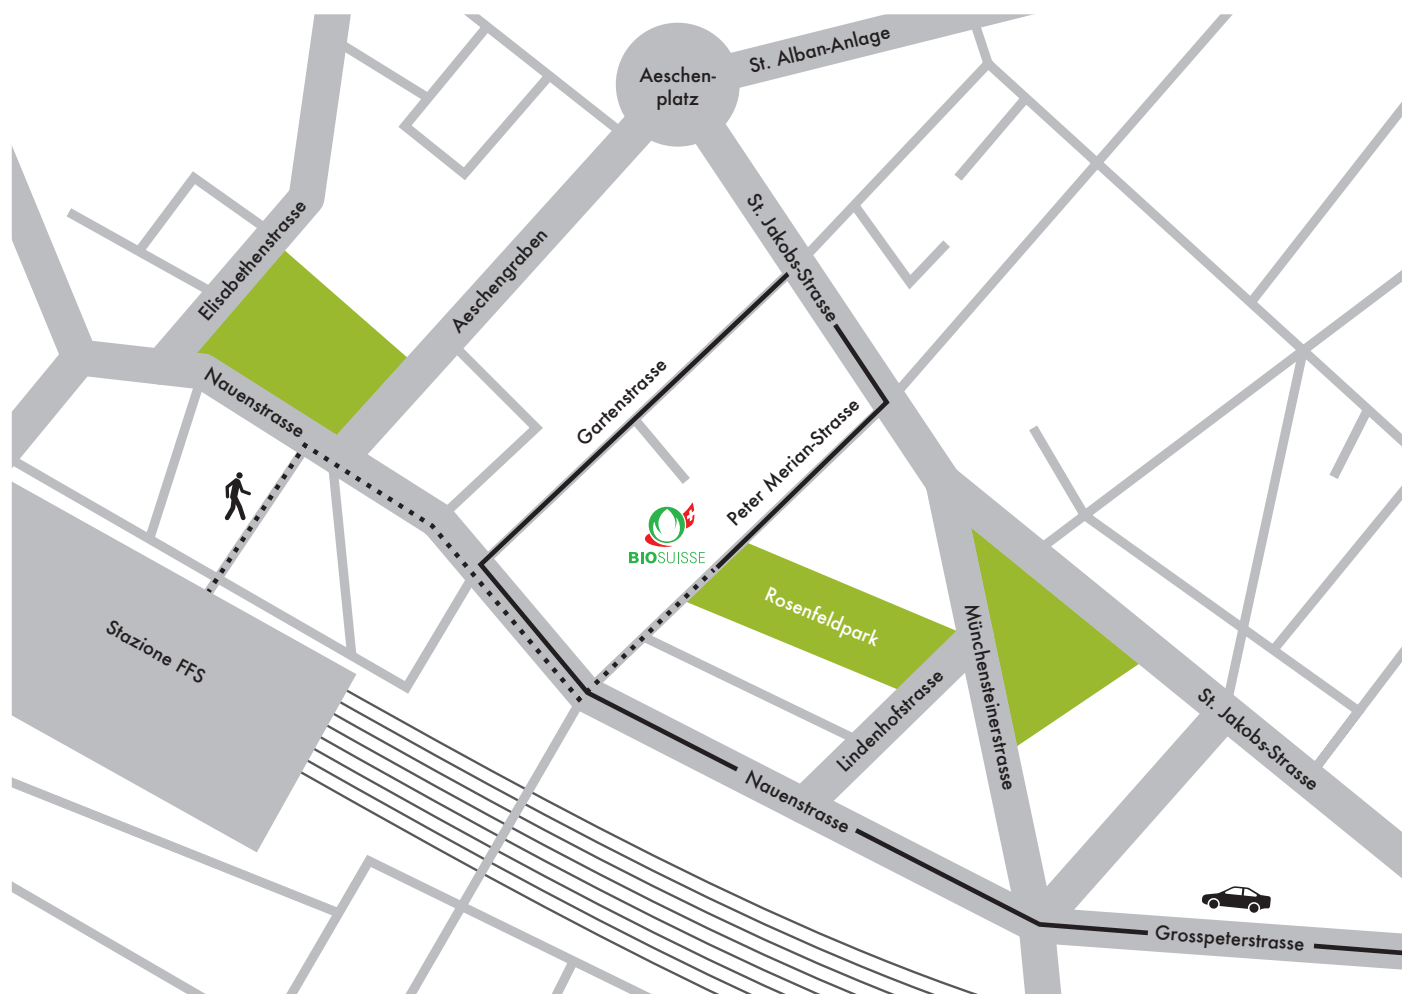 St. Alban-Anlage
Aeschen-
platz
St. Jakobs-Strasse
Elisabethenstrasse
Aeschengraben
Gartenstrasse
Nauenstrasse
Peter Merian-Strasse
BIOSUISSE
Rosenfeldpark
Stazione FFS
Münchensteinerstrasse
Lindenhofstrasse
St. Jakobs-Strasse
Nauenstrasse
Grosspeterstrasse